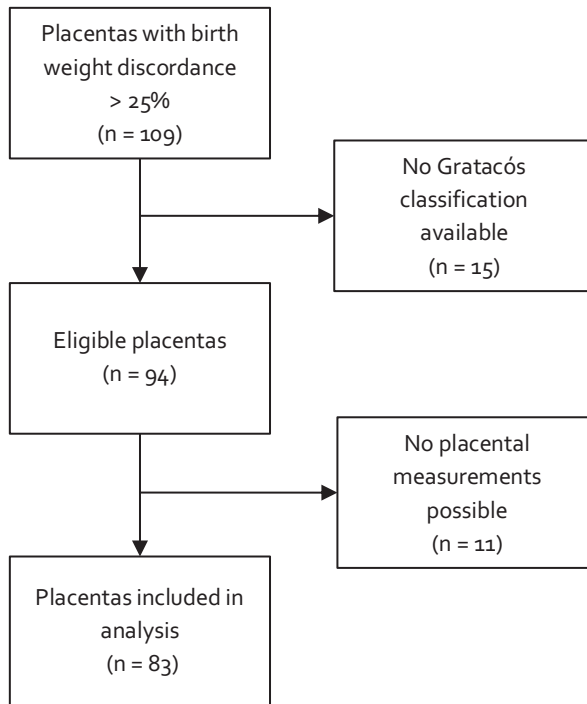 Placentas with birth
weight discordance
> 25%
(n = 109)
No Gratacós
classification
available
(n = 15)
Eligible placentas
(n = 94)
No placental
measurements
possible
(n = 11)
Placentas included in
analysis
(n = 83)